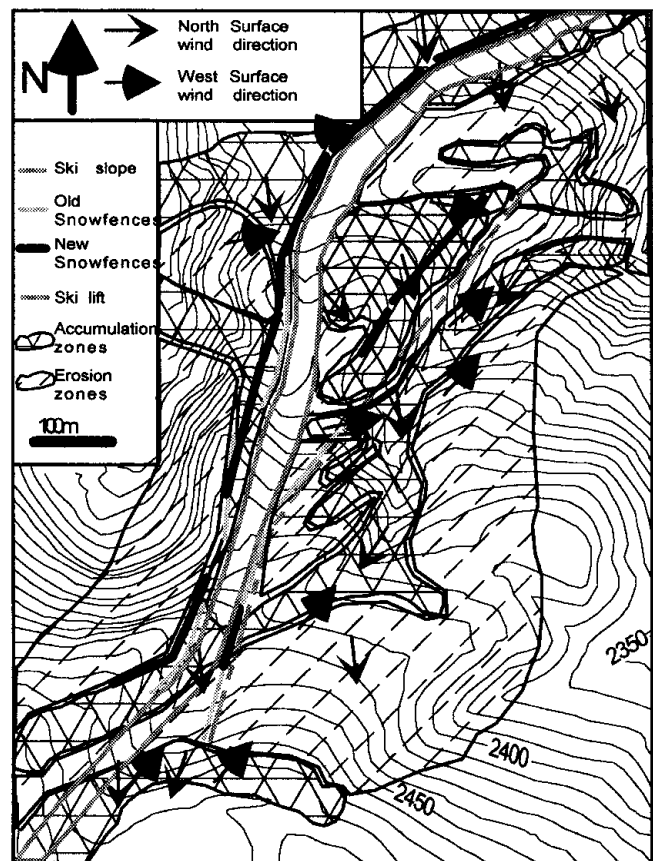 N
North Surface
wind direction
West Surface
wind direction
Ski slope
Old
Snowfences
New
Snowfences
Ski lift
Accumulation
zones
Erosion
zones
100m
2350
2400
2450